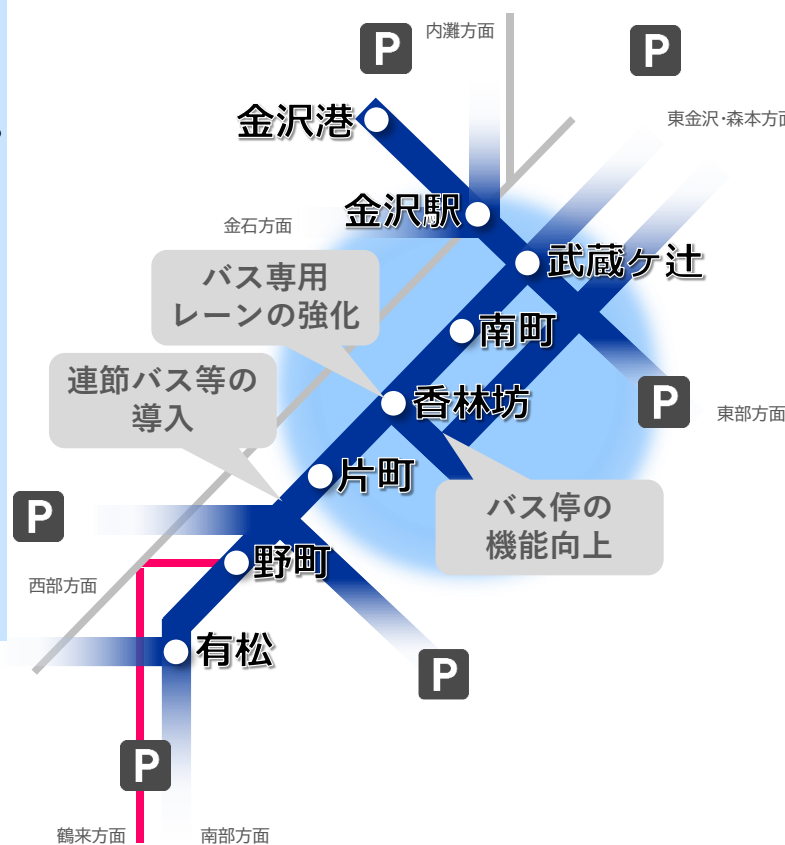 P
内灘方面
P
東金沢・森本方面
金沢港
金石方面
金沢駅
武蔵ヶ辻
バス専用
レーンの強化
南町
連節バス等の
導入
香林坊
P
東部方面
片町
P
バス停の
機能向上
野町
西部方面
有松
P
P
鶴来方面
南部方面